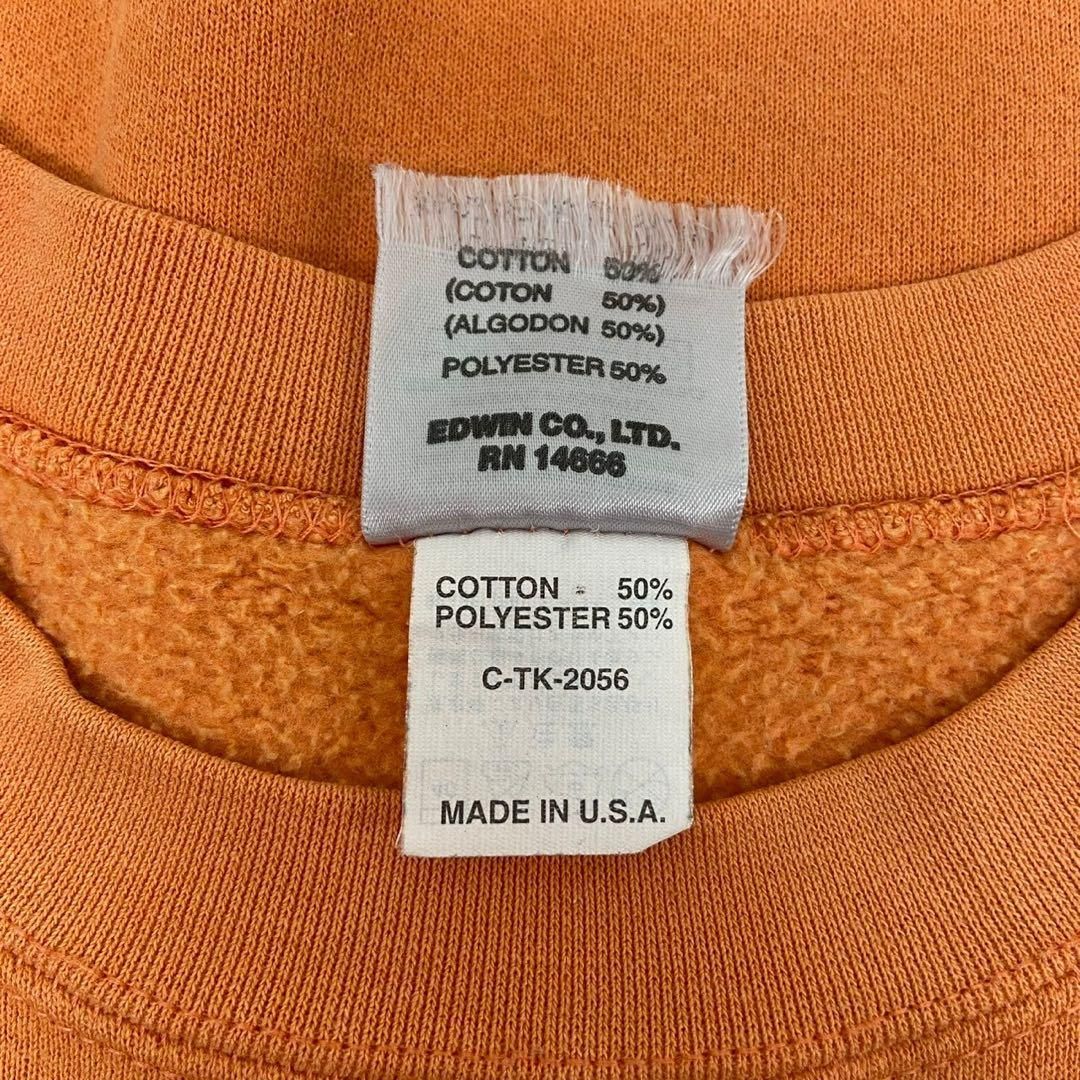 COTTON 50%
(COTON 50%)
(ALGODON 50%)
POLYESTER 50%
EDWIN CO., LTD.
RN 14666
COTTON 50%
POLYESTER 50%
C-TK-2056
MADE IN U.S.A.